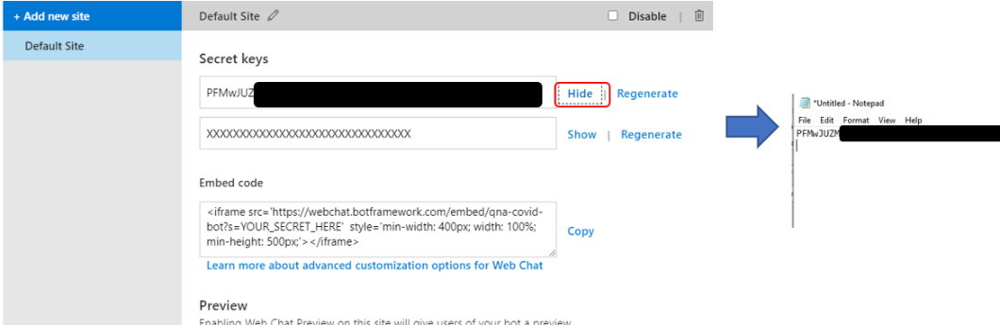 + Add new site
Default Site
Default Site
Disable |
Secret keys
PFMwJUZ
Hide | Regenerate
XXXXXXXXXXXXXXXXXXXXXXXXXXXXXXX
Show | Regenerate
Embed code
<iframe src='https://webchat.botframework.com/embed/qna-covid-
bot?s=YOUR_SECRET_HERE' style='min-width: 400px; width: 100%;
min-height: 500px;'></iframe>
Copy
Learn more about advanced customization options for Web Chat
Preview
Enabling Web Chat Preview on this site will give users of your bot a preview
*Untitled - Notepad
File Edit Format View Help
PFMwJUZM